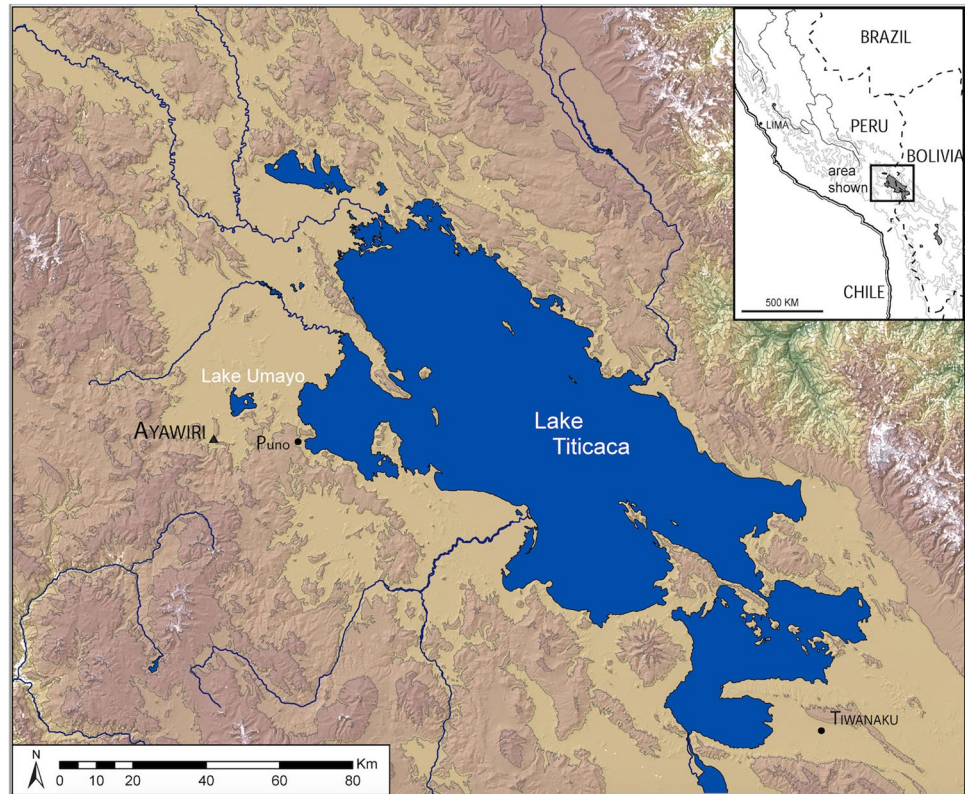 BRAZIL
PERU
LIMA
BOLIVIA
area
shown
CHILE
500 KM
Lake Umayo
AYAWIRI
PUNO
Lake
Titicaca
TIWANAKU
N
0 20 40 60 80 Km